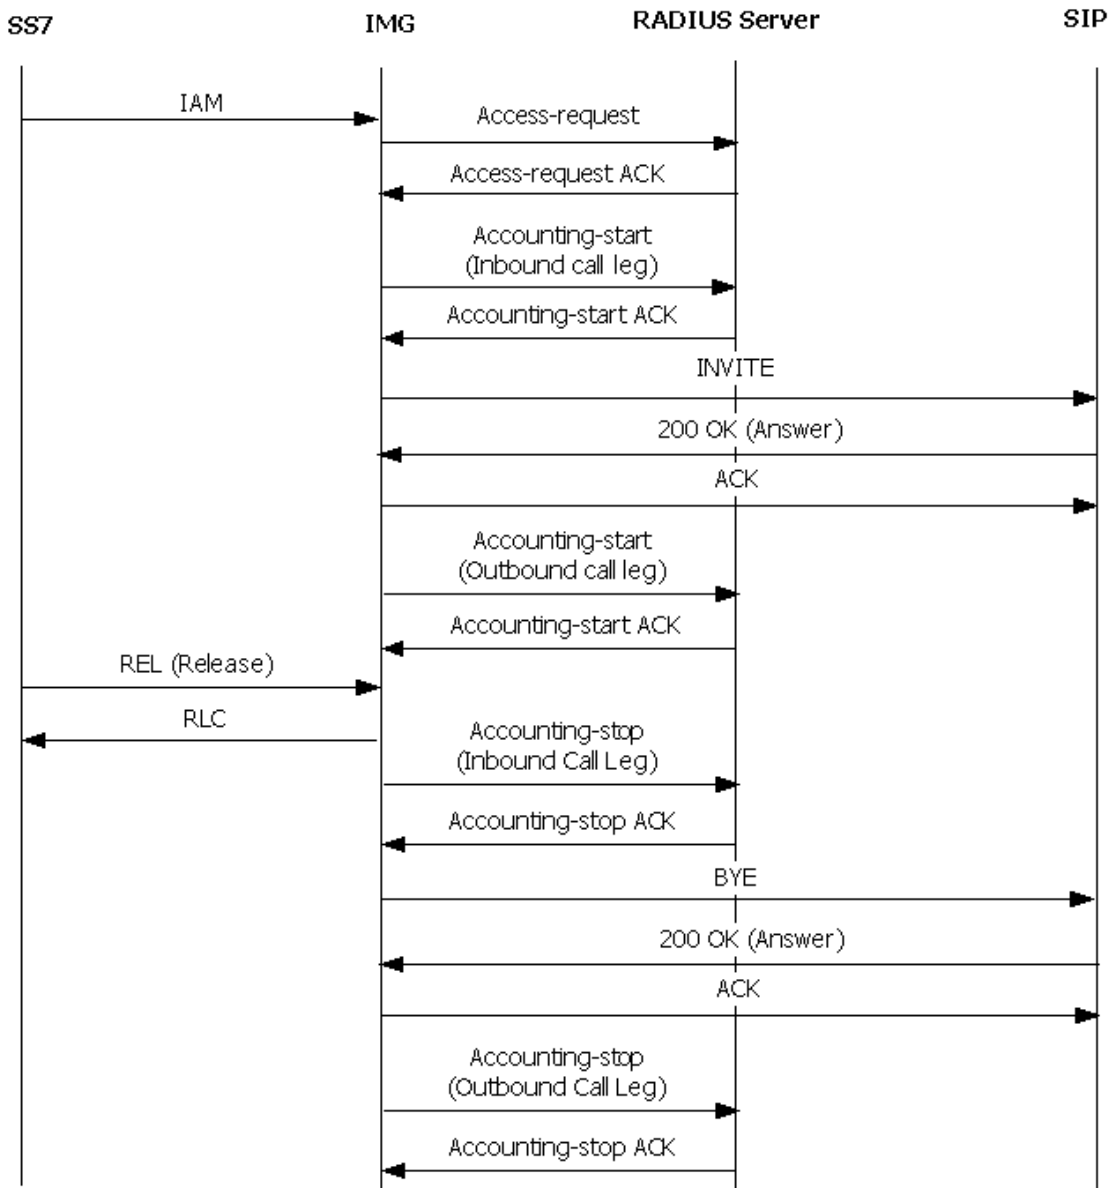 SS7 IMG RADIUS Server SIP
IAM
Access-request
Access-request ACK
Accounting-start
(Inbound call leg)
Accounting-start ACK
INVITE
200 OK (Answer)
ACK
Accounting-start
(Outbound call leg)
Accounting-start ACK
REL (Release)
RLC
Accounting-stop
(Inbound Call Leg)
Accounting-stop ACK
BYE
200 OK (Answer)
ACK
Accounting-stop
(Outbound Call Leg)
Accounting-stop ACK